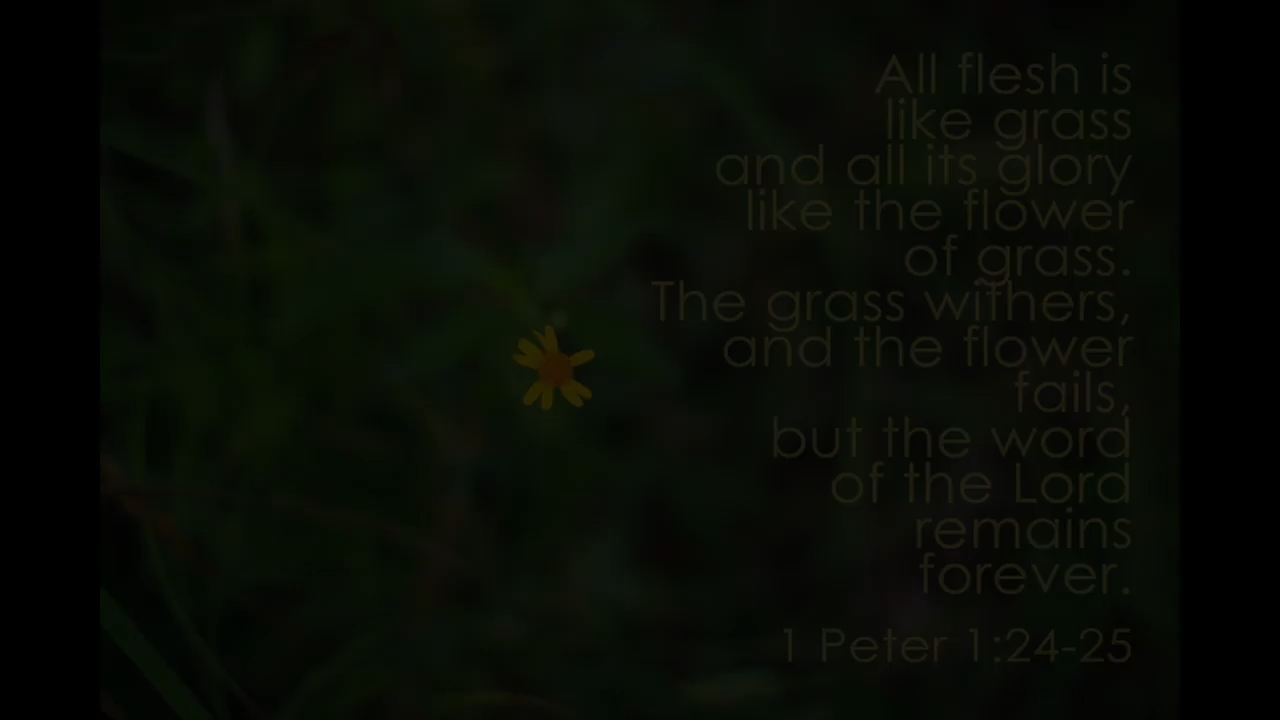 All flesh is
like grass
and all its glory
like the flower
of grass.
The grass withers,
and the flower
fails,
but the word
of the Lord
remains
forever.
1 Peter 1:24-25